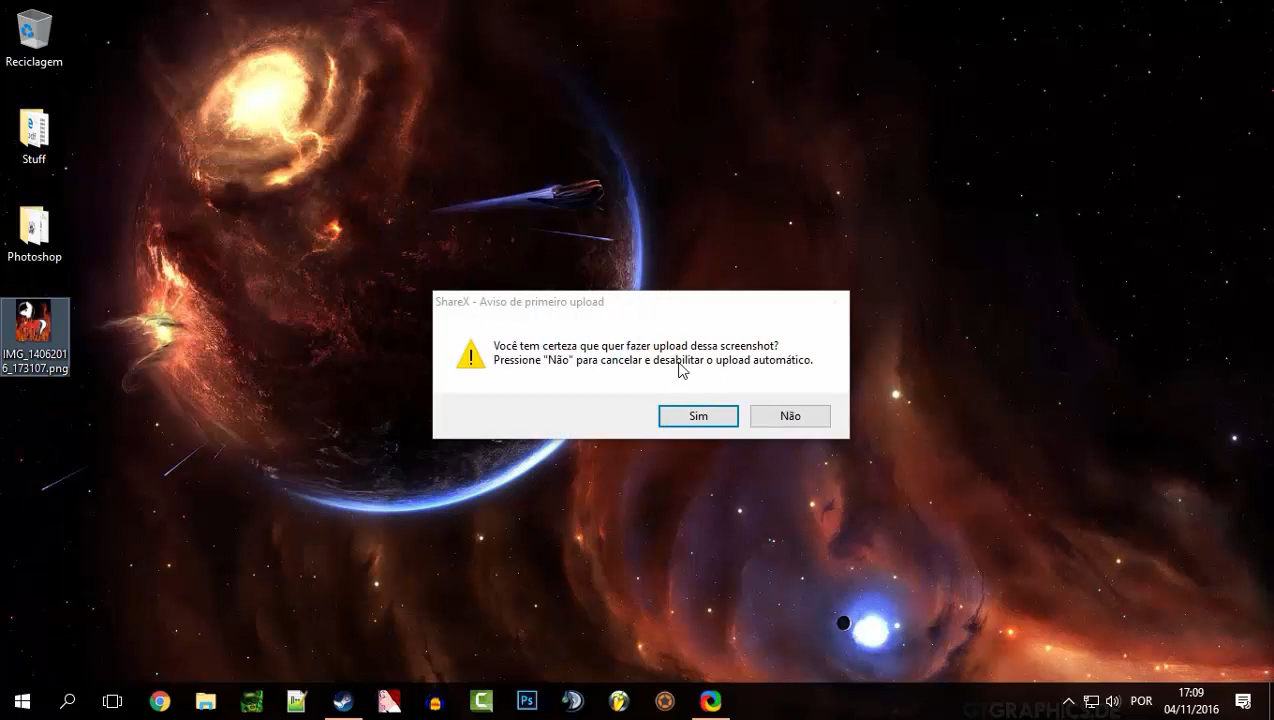 Reciclagem
Stuff
Photoshop
IMG_1406201
6_173107.png
ShareX - Aviso de primeiro upload
Você tem certeza que quer fazer upload dessa screenshot?
Pressione "Não" para cancelar e desabilitar o upload automático.
Sim
Não
Ps
POR
17:09
04/11/2016